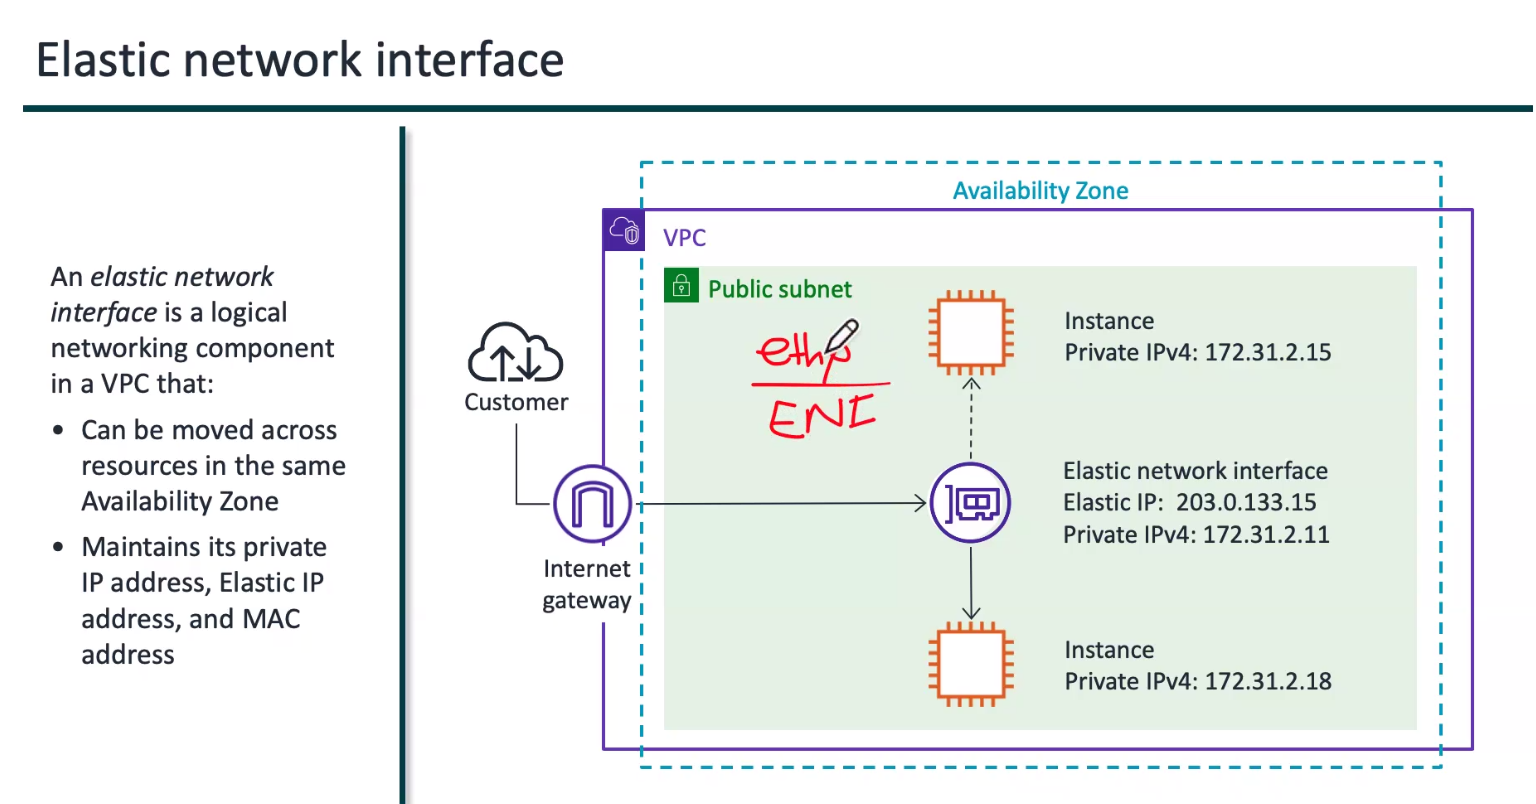 Elastic network interface
An elastic network
interface is a logical
networking component
in a VPC that:
• Can be moved across
resources in the same
Availability Zone
• Maintains its private
IP address, Elastic IP
address, and MAC
address
Availability Zone
VPC
Public subnet
ENI
Customer
Internet
gateway
Instance
Private IPv4: 172.31.2.15
Elastic network interface
Elastic IP: 203.0.133.15
Private IPv4: 172.31.2.11
Instance
Private IPv4: 172.31.2.18